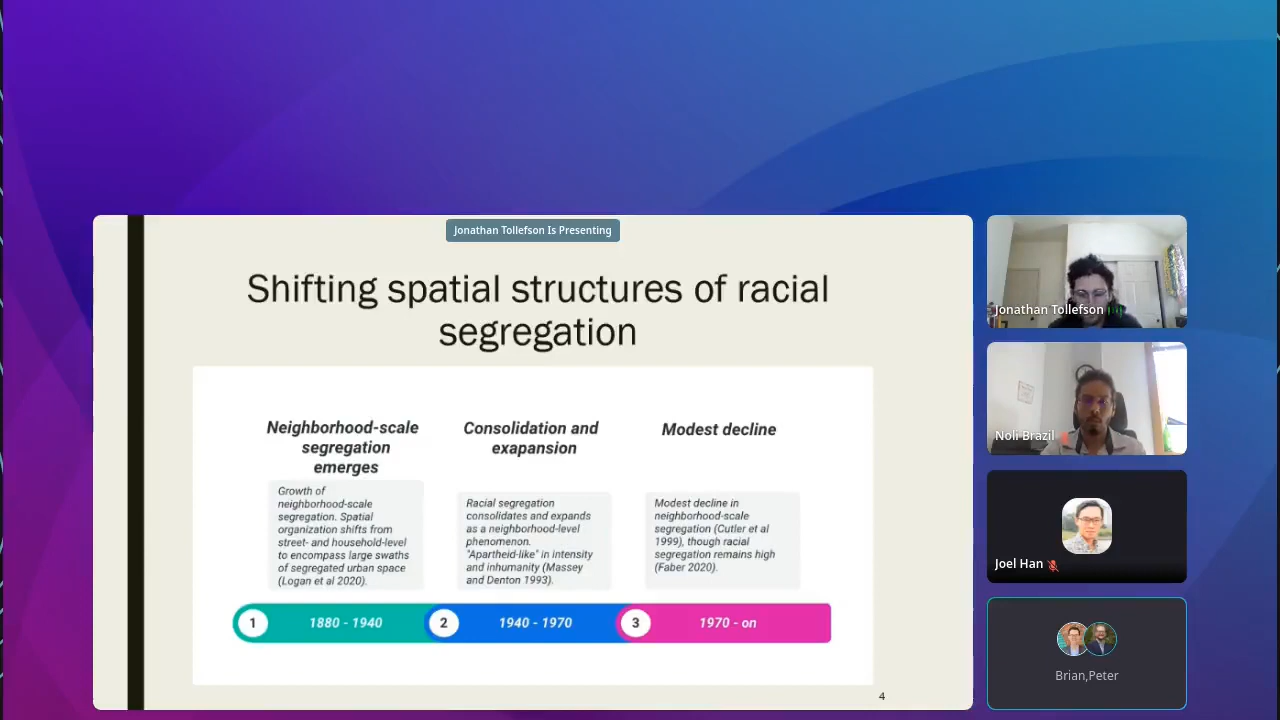 Jonathan Tollefson Is Presenting
Shifting spatial structures of racial
segregation
Neighborhood-scale
segregation
emerges
Growth of
neighborhood-scale
segregation. Spatial
organization shifts from
street- and household-level
to encompass large swaths
of segregated urban space
(Logan et al 2020).
1
1880 - 1940
Consolidation and
exapansion
Racial segregation
consolidates and expands
as a neighborhood-level
phenomenon.
"Apartheid-like" in intensity
and inhumanity (Massey
and Denton 1993).
2
1940 - 1970
Modest decline
Modest decline in
neighborhood-scale
segregation (Cutler et al
1999), though racial
segregation remains high
(Faber 2020).
3
1970 - on
4
Jonathan Tollefson
Noli Brazil
Joel Han
Brian,Peter